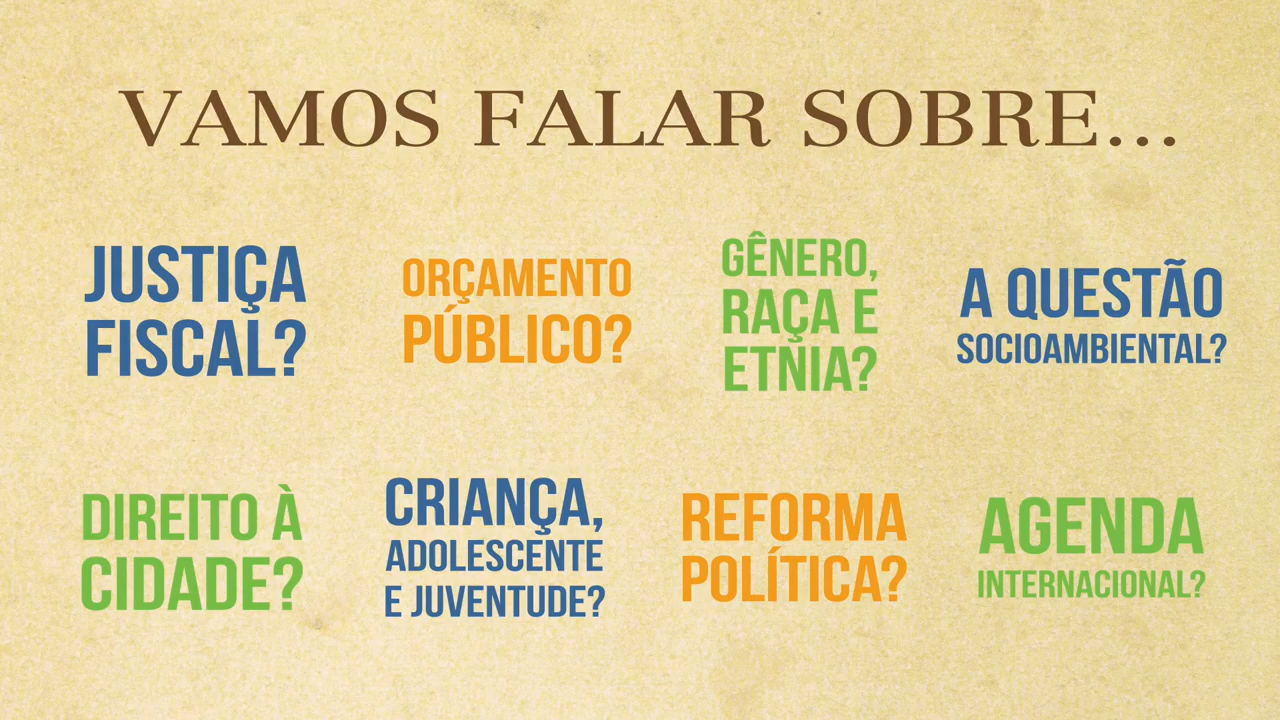 VAMOS FALAR SOBRE...
JUSTIÇA
FISCAL?
ORÇAMENTO
PÚBLICO?
GÊNERO,
RAÇA E
ETNIA?
A QUESTÃO
SOCIOAMBIENTAL?
DIREITO À
CIDADE?
CRIANÇA,
ADOLESCENTE
E JUVENTUDE?
REFORMA
POLÍTICA?
AGENDA
INTERNACIONAL?